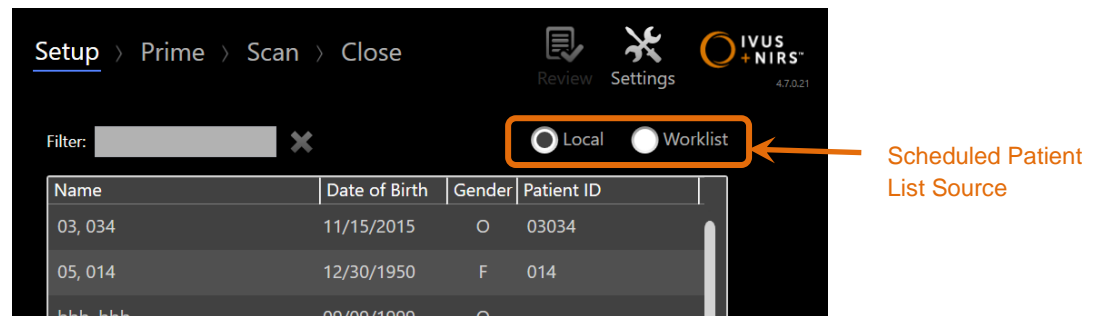 Setup > Prime > Scan > Close
Review
Settings
IVUS
+NIRS™
4.7.0.21
Filter:
Local
Worklist
Scheduled Patient
List Source
Name Date of Birth Gender Patient ID
03, 034 11/15/2015 O 03034
05, 014 12/30/1950 F 014